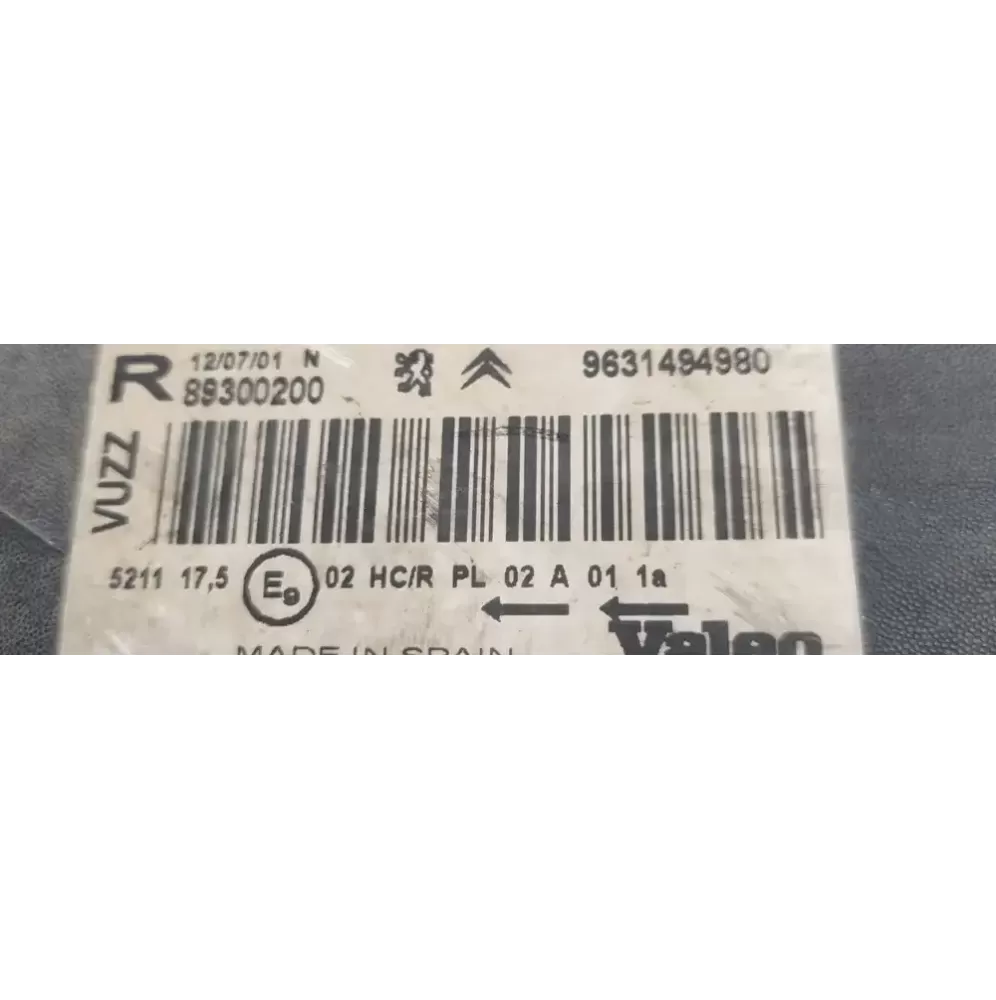 R 12/07/01 N 9631494980
89300200
VUZZ
5211 17,5 E9 02 HC/R PL 02 A 01 1a
MADE IN SPAIN Valeo